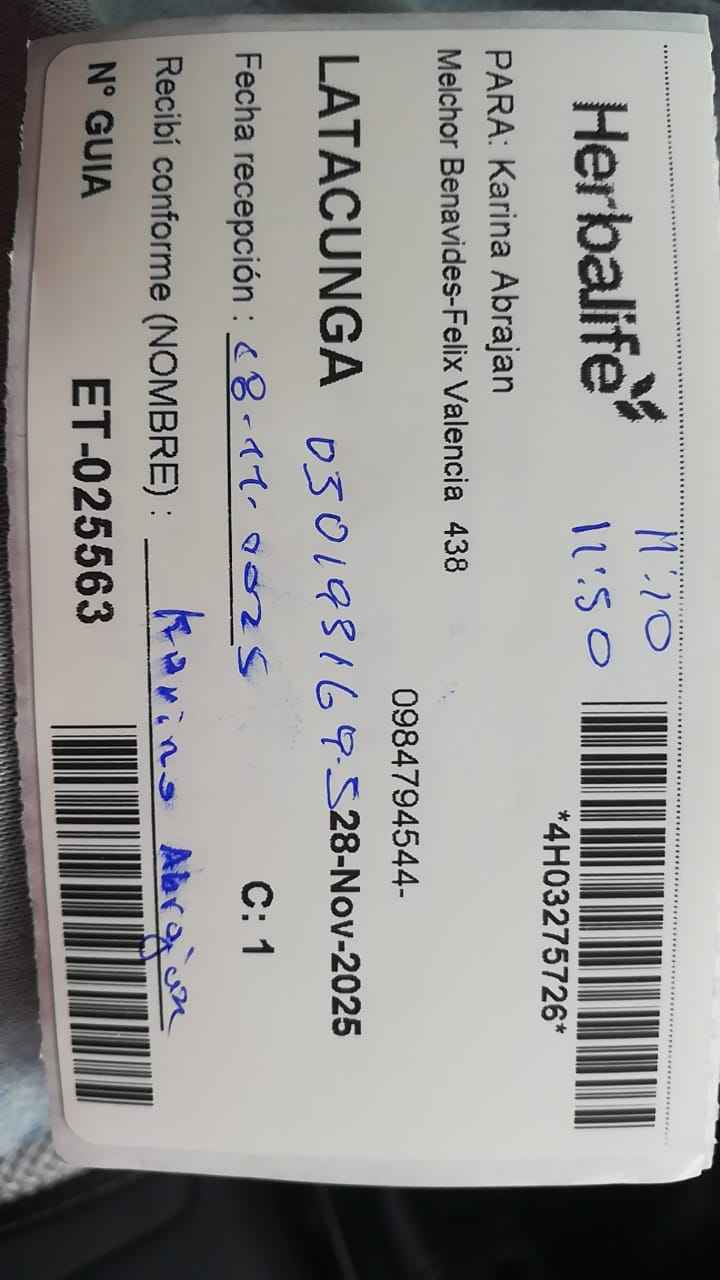 Herbalife
11:10
11:50
*4H03275726*
PARA: Karina Abrajan
Melchor Benavides-Felix Valencia 438
0984794544-
LATACUNGA 28-Nov-2025
Fecha recepción : 28-11-2025
C: 1
Recibí conforme (NOMBRE) : Karina Abrajan
N° GUIA ET-025563